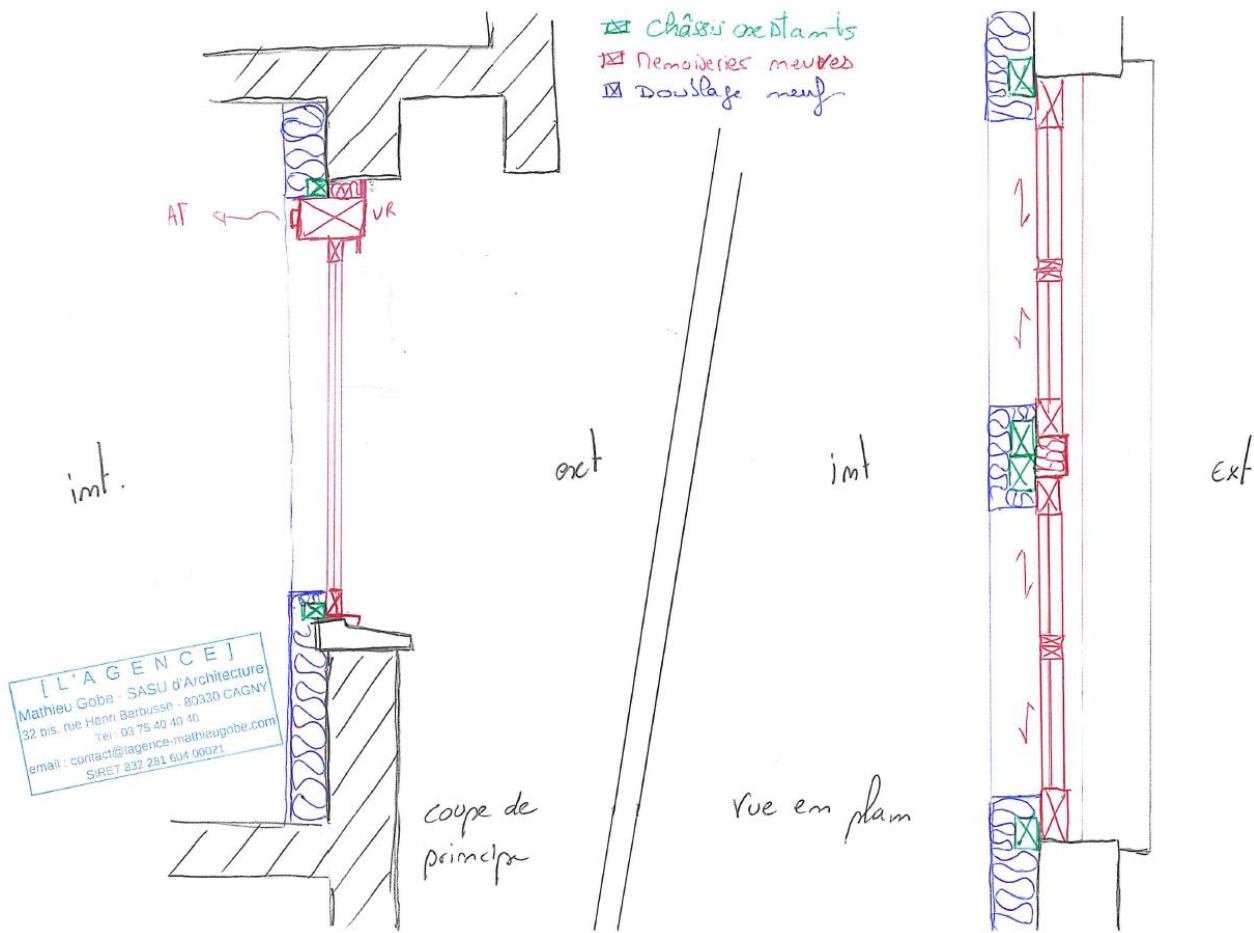 châssis existants
Menuiseries neuves
Doublage neuf
AF
VR
int.
ext
int
Ext
[L'AGENCE]
Mathieu Gobe - SASU d'Architecture
32 bis, rue Henri Barbusse - 80330 CAGNY
Tél : 03 75 40 40 40
email : contact@lagence-mathieugobe.com
SIRET 832 281 604 00021
coupe de
principe
vue en plan